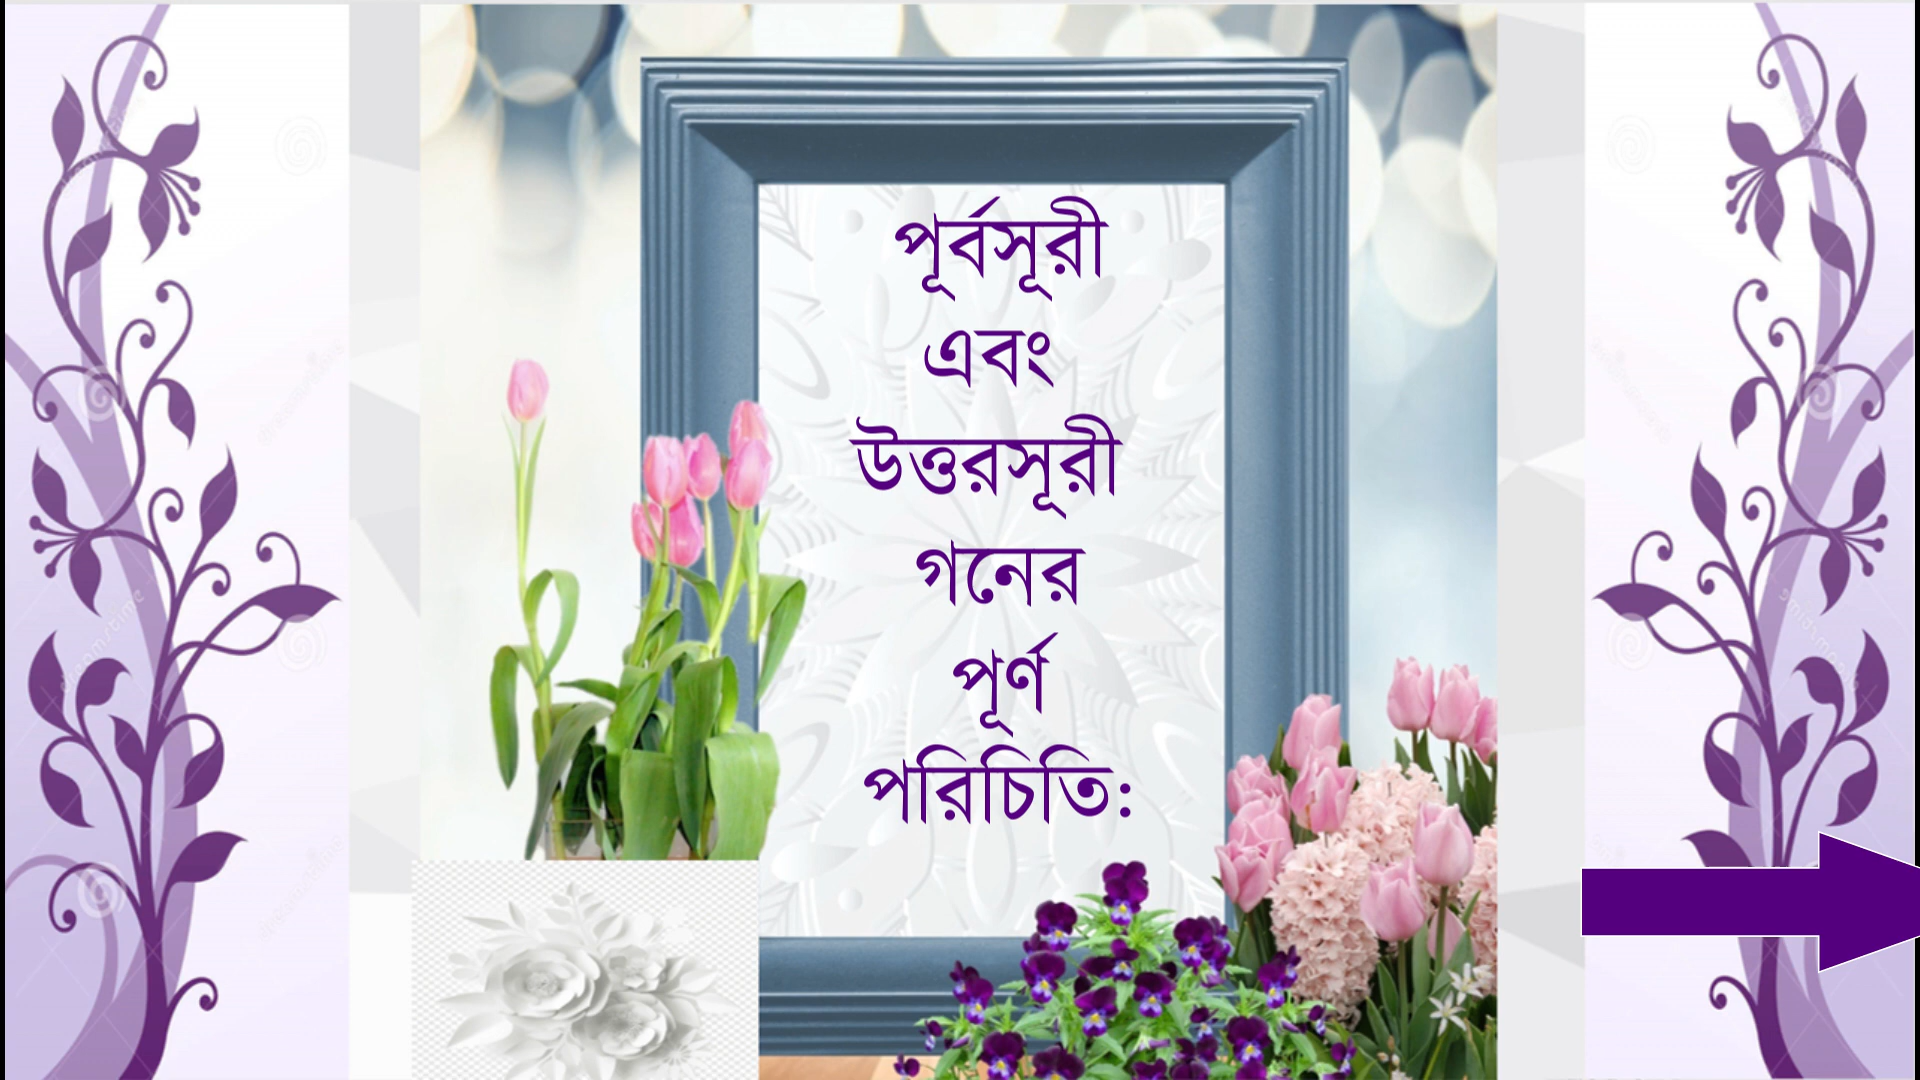 পূর্বসূরী
এবং
উত্তরসূরী
গনের
পূর্ণ
পরিচিতি: